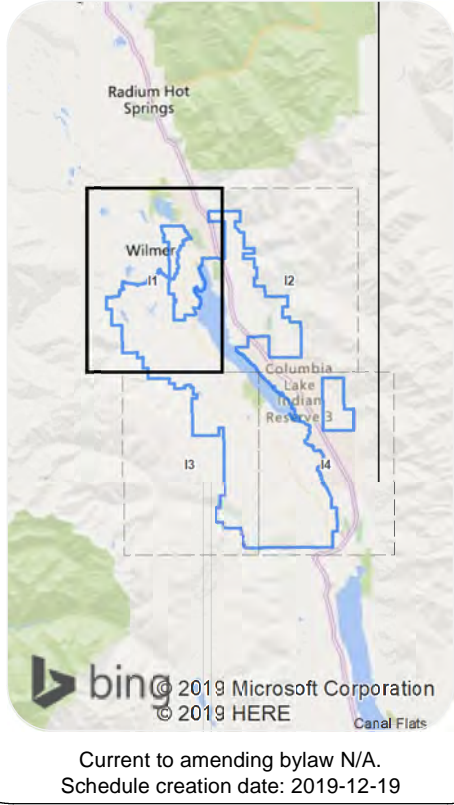 Radium Hot
Springs
Wilmer
I1
I2
Columbia
Lake
Indian
Reserve 3
I3
I4
bing
© 2019 Microsoft Corporation
© 2019 HERE
Canal Flats
Current to amending bylaw N/A.
Schedule creation date: 2019-12-19